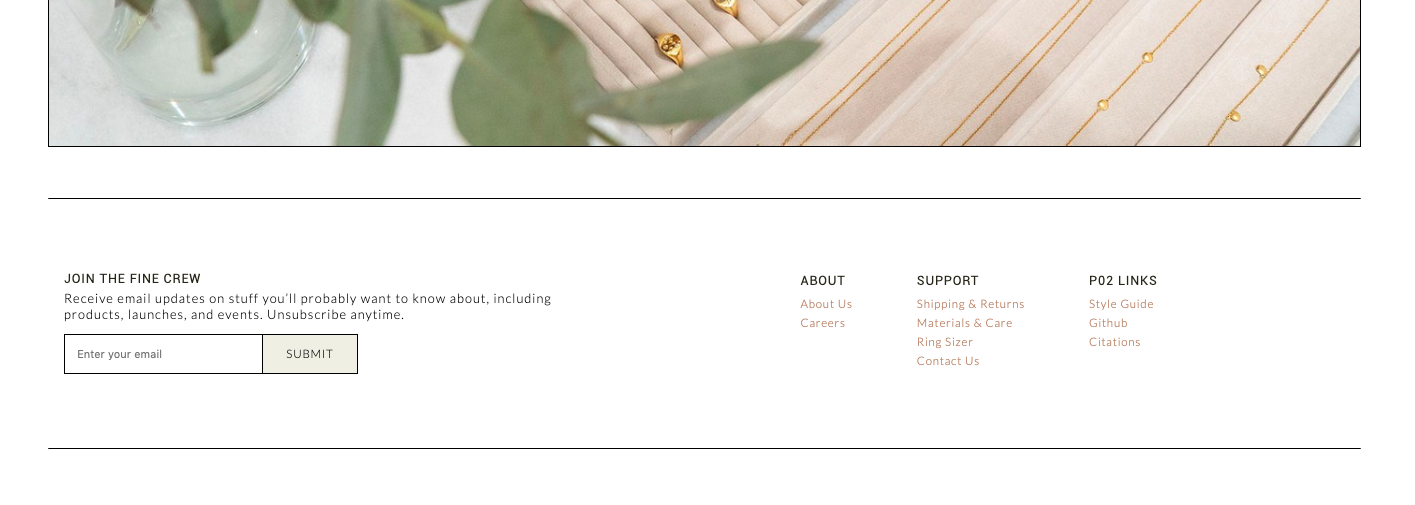 JOIN THE FINE CREW
Receive email updates on stuff you'll probably want to know about, including
products, launches, and events. Unsubscribe anytime.
Enter your email
SUBMIT
ABOUT
About Us
Careers
SUPPORT
Shipping & Returns
Materials & Care
Ring Sizer
Contact Us
P02 LINKS
Style Guide
Github
Citations